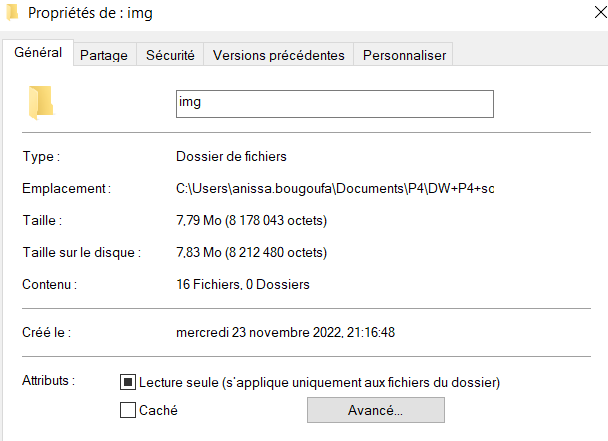 Propriétés de : img
Général Partage Sécurité Versions précédentes Personnaliser
img
Type : Dossier de fichiers
Emplacement : C:\Users\anissa.bougoufa\Documents\P4\DW+P4+sc
Taille : 7,79 Mo (8 178 043 octets)
Taille sur le disque : 7,83 Mo (8 212 480 octets)
Contenu : 16 Fichiers, 0 Dossiers
Créé le : mercredi 23 novembre 2022, 21:16:48
Attributs : Lecture seule (s'applique uniquement aux fichiers du dossier)
Caché Avancé...